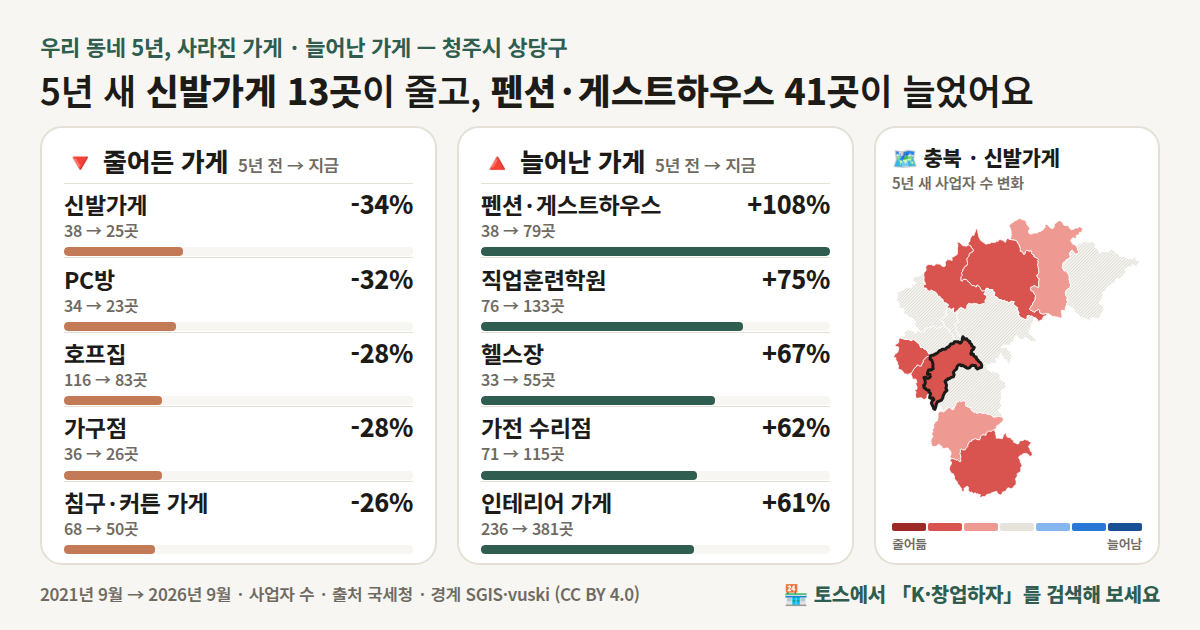 우리 동네 5년, 사라진 가게 · 늘어난 가게 — 청주시 상당구
5년 새 신발가게 13곳이 줄고, 펜션·게스트하우스 41곳이 늘었어요
줄어든 가게 5년 전 → 지금
신발가게 -34%
38 → 25곳
PC방 -32%
34 → 23곳
호프집 -28%
116 → 83곳
가구점 -28%
36 → 26곳
침구·커튼 가게 -26%
68 → 50곳
늘어난 가게 5년 전 → 지금
펜션·게스트하우스 +108%
38 → 79곳
직업훈련학원 +75%
76 → 133곳
헬스장 +67%
33 → 55곳
가전 수리점 +62%
71 → 115곳
인테리어 가게 +61%
236 → 381곳
충북 · 신발가게
5년 새 사업자 수 변화
줄어듦 늘어남
2021년 9월 → 2026년 9월 · 사업자 수 · 출처 국세청 · 경계 SGIS·vuski (CC BY 4.0)
토스에서 「K·창업하자」를 검색해 보세요